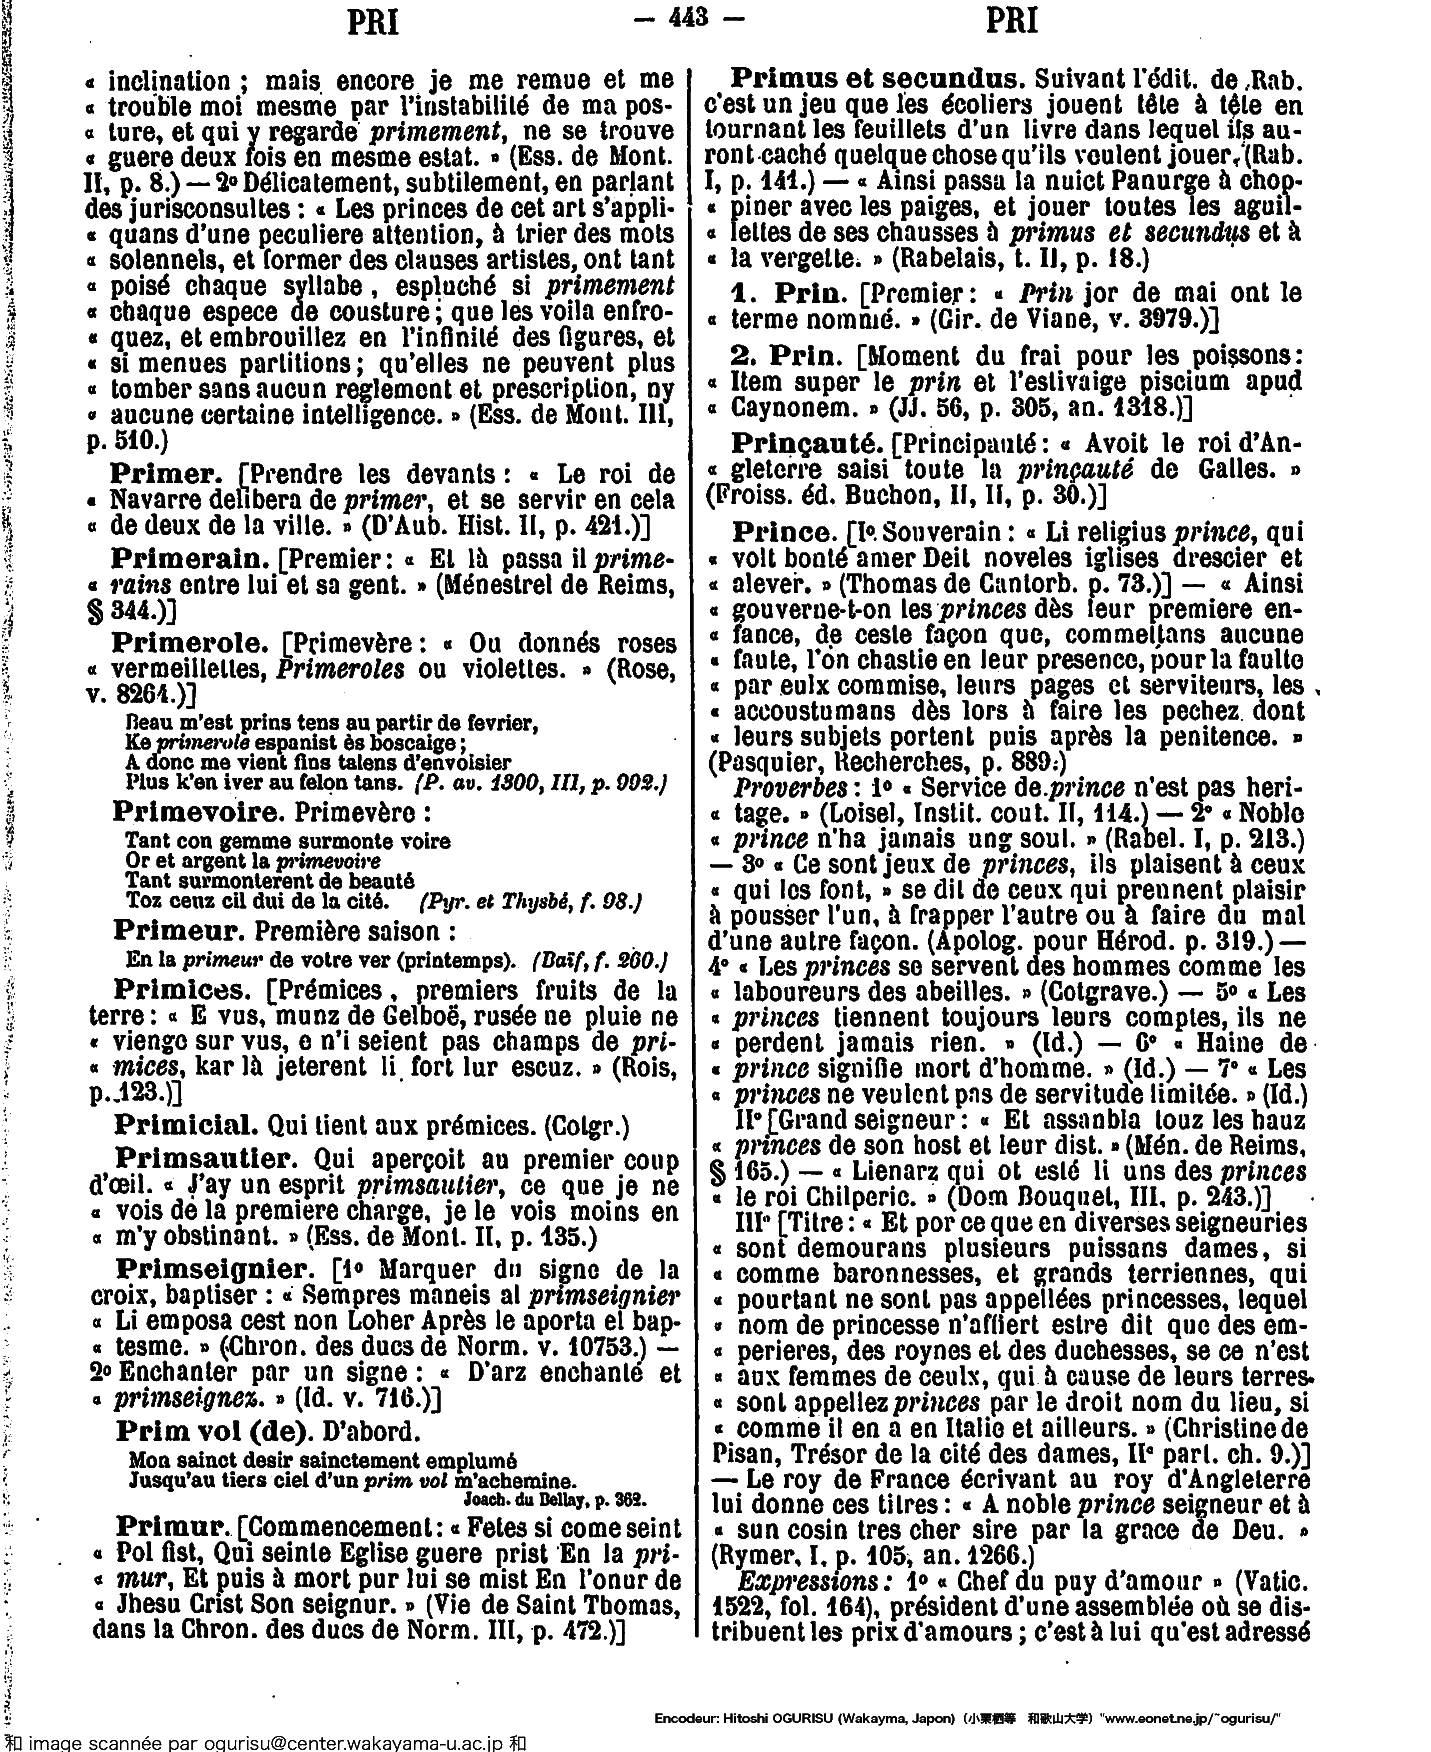 PRI
— 443 —
PRI
« inclination ; mais encore je me remue et me
« trouble moi mesme par l'instabilité de ma pos-
« ture, et qui y regarde primement, ne se trouve
« guere deux fois en mesme estat. » (Ess. de Mont.
II, p. 8.) — 2º Délicatement, subtilement, en parlant
des jurisconsultes : « Les princes de cet art s'appli-
« quans d'une peculiere attention, à trier des mots
« solennels, et former des clauses artistes, ont tant
« poisé chaque syllabe, espluché si primement
« chaque espece de cousture ; que les voila enfro-
« quez, et embrouillez en l'infinité des figures, et
« si menues partitions ; qu'elles ne peuvent plus
« tomber sans aucun reglement et prescription, ny
« aucune certaine intelligence. » (Ess. de Mont. III,
p. 510.)
Primer. [Prendre les devants : « Le roi de
« Navarre delibera de primer, et se servir en cela
« de deux de la ville. » (D'Aub. Hist. II, p. 421.)]
Primerain. [Premier : « Et là passa il prime-
« rains entre lui et sa gent. » (Ménestrel de Reims,
§ 344.)]
Primerole. [Primevère : « Ou donnés roses
« vermeillettes, Primeroles ou violettes. » (Rose,
v. 8264.)]
Beau m'est prins tens au partir de fevrier,
Ke primerole espanist ès boscaige ;
A donc me vient fins talens d'envoisier
Plus k'en iver au felon tans. (P. av. 1300, III, p. 992.)
Primevoire. Primevère :
Tant con gemme surmonte voire
Or et argent la primevoire
Tant surmonterent de beauté
Toz ceuz cil dui de la cité. (Pyr. et Thysbé, f. 98.)
Primeur. Première saison :
En la primeur de votre ver (printemps). (Baïf, f. 260.)
Primices. [Prémices, premiers fruits de la
terre : « E vus, munz de Gelboë, rusée ne pluie ne
« vienge sur vus, e n'i seient pas champs de pri-
« mices, kar là jeterent li fort lur escuz. » (Rois,
p. 123.)]
Primicial. Qui tient aux prémices. (Cotgr.)
Primsautier. Qui aperçoit au premier coup
d'œil. « J'ay un esprit primsautier, ce que je ne
« vois de la premiere charge, je le vois moins en
« m'y obstinant. » (Ess. de Mont. II, p. 135.)
Primseignier. [1º Marquer du signe de la
croix, baptiser : « Sempres maneis al primseignier
« Li emposa cest non Loher Après le aporta el bap-
« tesme. » (Chron. des ducs de Norm. v. 10753.) —
2º Enchanter par un signe : « D'arz enchanté et
« primseignez. » (Id. v. 716.)]
Prim vol (de). D'abord.
Mon sainct desir sainctement emplumé
Jusqu'au tiers ciel d'un prim vol m'achemine.
Joach. du Bellay, p. 362.
Primur. [Commencement : « Fetes si come seint
« Pol fist, Qui seinte Eglise guere prist En la pri-
« mur, Et puis à mort pur lui se mist En l'onur de
« Jhesu Crist Son seignur. » (Vie de Saint Thomas,
dans la Chron. des ducs de Norm. III, p. 472.)]
Primus et secundus. Suivant l'édit. de Rab.
c'est un jeu que les écoliers jouent tête à tête en
tournant les feuillets d'un livre dans lequel ils au-
ront caché quelque chose qu'ils veulent jouer. (Rab.
I, p. 141.) — « Ainsi passa la nuict Panurge à chop-
« piner avec les paiges, et jouer toutes les aguil-
« lettes de ses chausses à primus et secundus et à
« la vergette. » (Rabelais, t. II, p. 18.)
1. Prin. [Premier : « Prin jor de mai ont le
« terme nommé. » (Gir. de Viane, v. 3979.)]
2. Prin. [Moment du frai pour les poissons :
« Item super le prin et l'estivaige piscium apud
« Caynonem. » (JJ. 56, p. 305, an. 1318.)]
Prinçauté. [Principauté : « Avoit le roi d'An-
« gleterre saisi toute la prinçauté de Galles. »
(Froiss. éd. Buchon, II, II, p. 30.)]
Prince. [Iº Souverain : « Li religius prince, qui
« volt bonté amer Deit noveles iglises drescier et
« alever. » (Thomas de Cantorb. p. 73.)] — « Ainsi
« gouverne-t-on les princes dès leur premiere en-
« fance, de ceste façon que, commettans aucune
« faute, l'on chastie en leur presence, pour la faulte
« par eulx commise, leurs pages et serviteurs, les
« accoustumans dès lors à faire les pechez dont
« leurs subjets portent puis après la penitence. »
(Pasquier, Recherches, p. 889.)
Proverbes : 1º « Service de prince n'est pas heri-
« tage. » (Loisel, Instit. cout. II, 114.) — 2º « Noble
« prince n'ha jamais ung soul. » (Rabel. I, p. 213.)
— 3º « Ce sont jeux de princes, ils plaisent à ceux
« qui les font, » se dit de ceux qui prennent plaisir
à pousser l'un, à frapper l'autre ou à faire du mal
d'une autre façon. (Apolog. pour Hérod. p. 319.) —
4º « Les princes se servent des hommes comme les
« laboureurs des abeilles. » (Cotgrave.) — 5º « Les
« princes tiennent toujours leurs comptes, ils ne
« perdent jamais rien. » (Id.) — 6º « Haine de
« prince signifie mort d'homme. » (Id.) — 7º « Les
« princes ne veulent pas de servitude limitée. » (Id.)
IIº [Grand seigneur : « Et assanbla touz les hauz
« princes de son host et leur dist. » (Mén. de Reims,
§ 165.) — « Lienarz qui ot esté li uns des princes
« le roi Chilperic. » (Dom Bouquet, III, p. 243.)]
IIIº [Titre : « Et por ce que en diverses seigneuries
« sont demourans plusieurs puissans dames, si
« comme baronnesses, et grands terriennes, qui
« pourtant ne sont pas appellées princesses, lequel
« nom de princesse n'affiert estre dit que des em-
« perieres, des roynes et des duchesses, se ce n'est
« aux femmes de ceulx, qui à cause de leurs terres
« sont appellez princes par le droit nom du lieu, si
« comme il en a en Italie et ailleurs. » (Christine de
Pisan, Trésor de la cité des dames, IIe part. ch. 9.)]
— Le roy de France écrivant au roy d'Angleterre
lui donne ces titres : « A noble prince seigneur et à
« sun cosin tres cher sire par la grace de Deu. »
(Rymer, I, p. 105, an. 1266.)
Expressions : 1º « Chef du puy d'amour » (Vatic.
1522, fol. 164), président d'une assemblée où se dis-
tribuent les prix d'amours ; c'est à lui qu'est adressé
Encodeur: Hitoshi OGURISU (Wakayma, Japon) (小栗栖等 和歌山大学) "www.eonet.ne.jp/~ogurisu/"
和 image scannée par ogurisu@center.wakayama-u.ac.jp 和